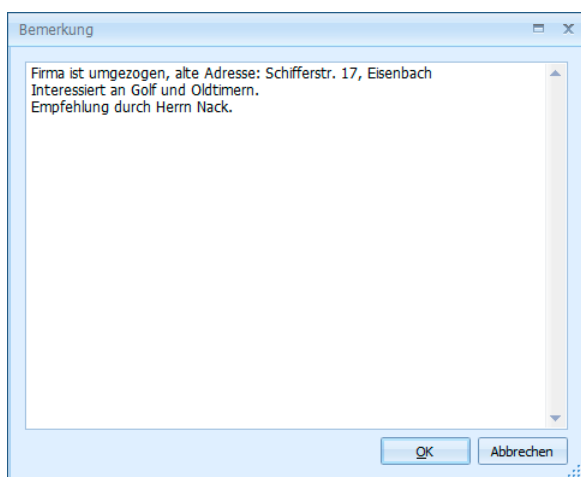 Bemerkung
Firma ist umgezogen, alte Adresse: Schifferstr. 17, Eisenbach
Interessiert an Golf und Oldtimern.
Empfehlung durch Herrn Nack.
OK
Abbrechen